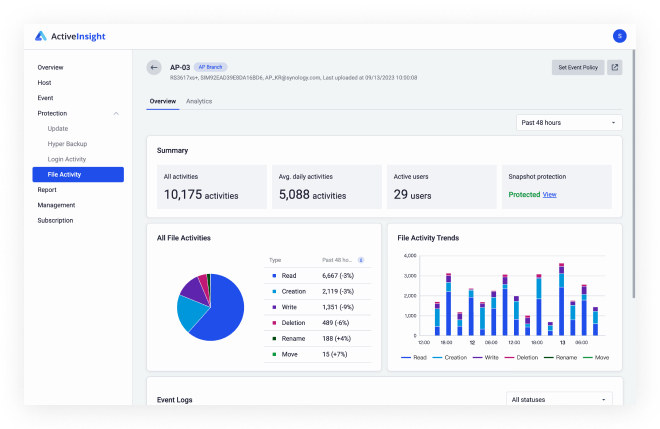 ActiveInsight
S
Overview
Host
Event
Protection
Update
Hyper Backup
Login Activity
File Activity
Report
Management
Subscription
AP-03 AP Branch
RS3617xs+, SIM92EAD39E8DA16BD6, AP_KR@synology.com, Last uploaded at 09/13/2023 10:00:08
Set Event Policy
Overview Analytics
Past 48 hours
Summary
All activities
10,175 activities
Avg. daily activities
5,088 activities
Active users
29 users
Snapshot protection
Protected View
All File Activities
Type Past 48 ho...
Read 6,667 (-3%)
Creation 2,119 (-3%)
Write 1,351 (-9%)
Deletion 489 (-6%)
Rename 188 (+4%)
Move 15 (+7%)
File Activity Trends
4,000
3,000
2,000
1,000
0
12:00 18:00 12 06:00 12:00 18:00 13 06:00
Read Creation Write Deletion Rename Move
Event Logs
All statuses